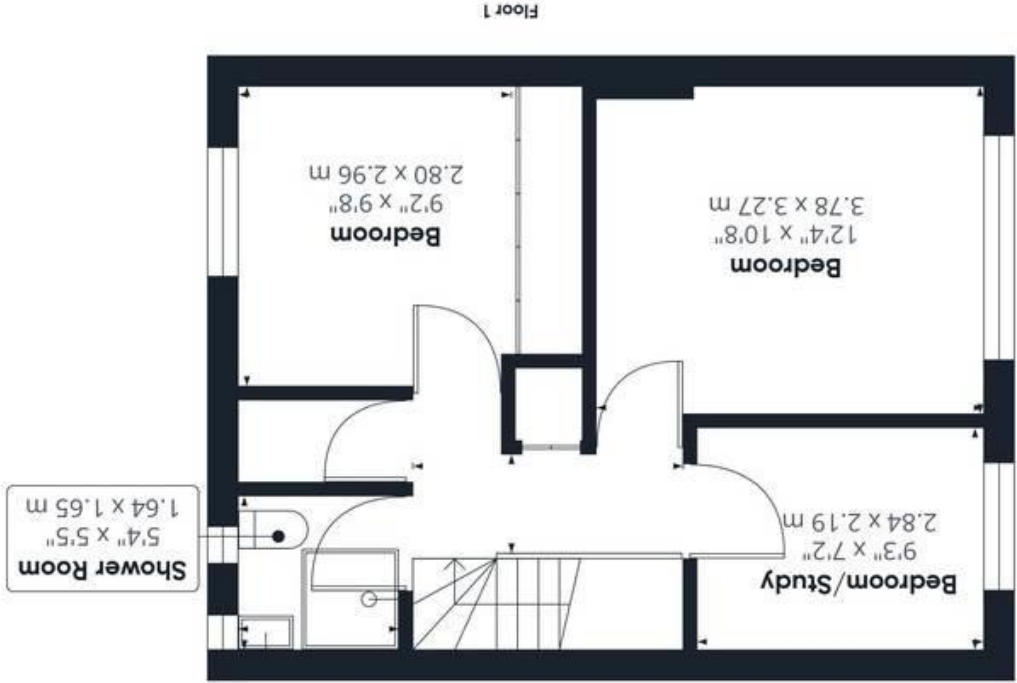 Bedroom/Study
9'3" x 7'2"
2.84 x 2.19 m
Shower Room
5'4" x 5'5"
1.64 x 1.65 m
Bedroom
12'4" x 10'8"
3.78 x 3.27 m
Bedroom
9'2" x 9'8"
2.80 x 2.96 m
Floor 1